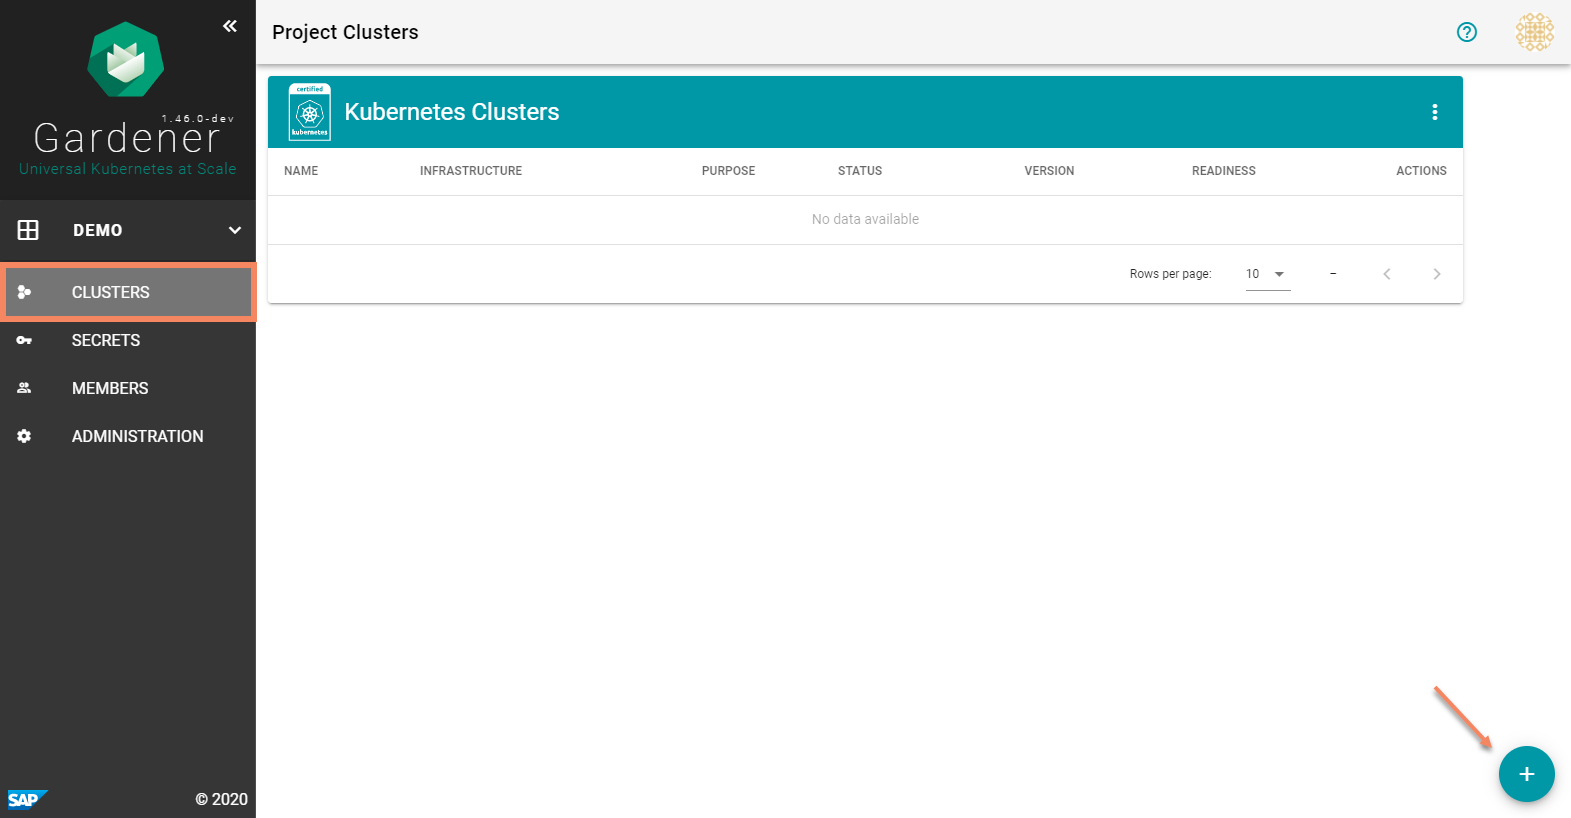 1.46.0-dev
Gardener
Universal Kubernetes at Scale
DEMO
CLUSTERS
SECRETS
MEMBERS
ADMINISTRATION
SAP
© 2020
Project Clusters
certified
kubernetes
Kubernetes Clusters
NAME INFRASTRUCTURE PURPOSE STATUS VERSION READINESS ACTIONS
No data available
Rows per page: 10 –